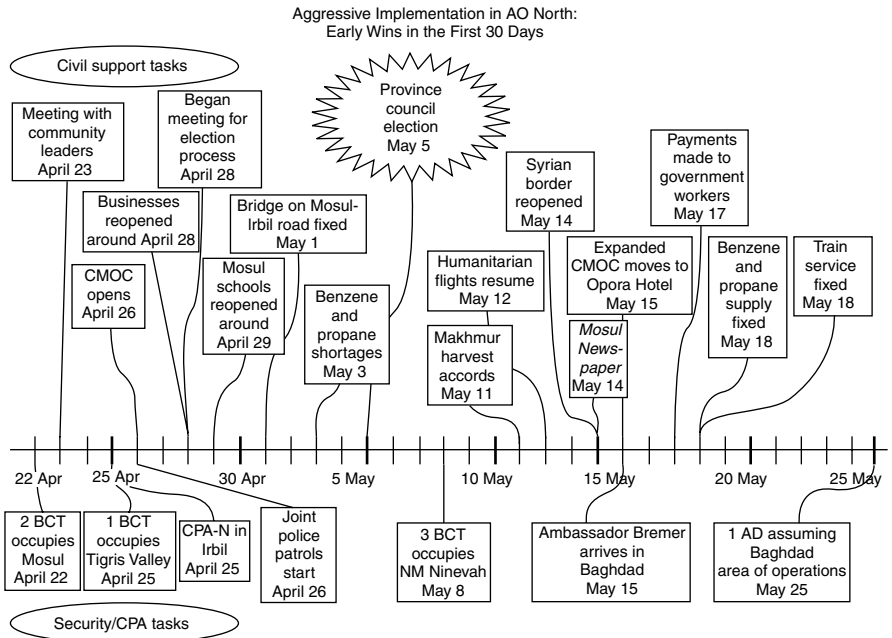 Aggressive Implementation in AO North:
Early Wins in the First 30 Days
Civil support tasks
Meeting with
community
leaders
April 23
Began
meeting for
election
process
April 28
Province
council
election
May 5
Businesses
reopened
around April 28
Bridge on Mosul-
Irbil road fixed
May 1
CMOC
opens
April 26
Mosul
schools
reopened
around
April 29
Benzene
and
propane
shortages
May 3
Humanitarian
flights resume
May 12
Makhmur
harvest
accords
May 11
Syrian
border
reopened
May 14
Expanded
CMOC moves to
Opora Hotel
May 15
Mosul
News-
paper
May 14
Payments
made to
government
workers
May 17
Benzene
and
propane
supply
fixed
May 18
Train
service
fixed
May 18
22 Apr
25 Apr
30 Apr
5 May
10 May
15 May
20 May
25 May
2 BCT
occupies
Mosul
April 22
1 BCT
occupies
Tigris Valley
April 25
CPA-N in
Irbil
April 25
Joint
police
patrols
start
April 26
3 BCT
occupies
NM Ninevah
May 8
Ambassador Bremer
arrives in
Baghdad
May 15
1 AD assuming
Baghdad
area of operations
May 25
Security/CPA tasks